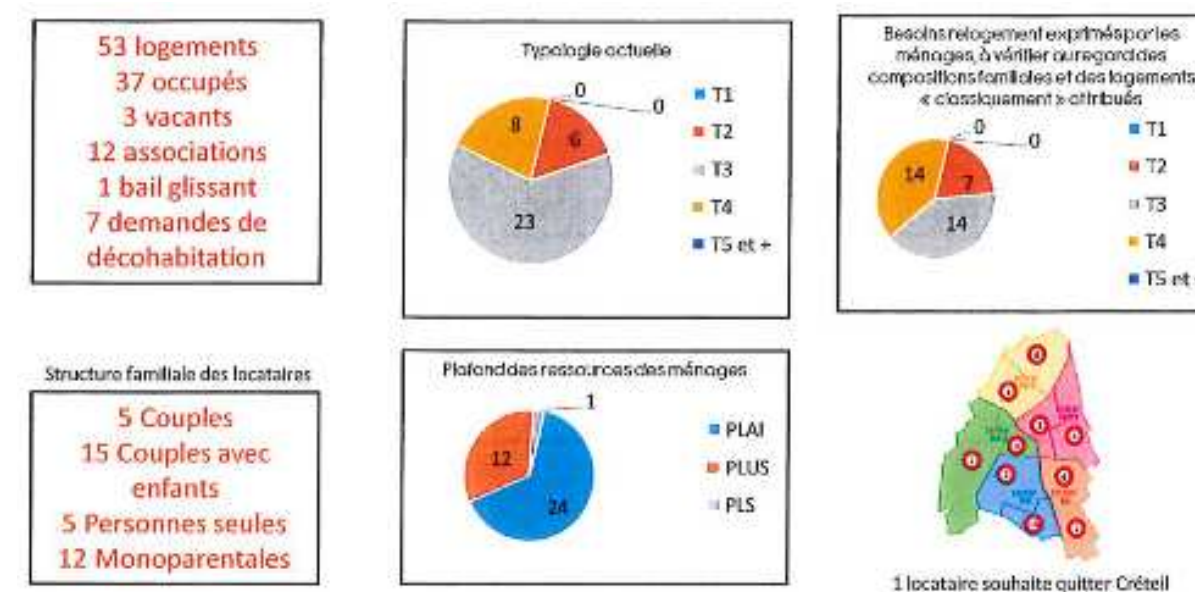 53 logements
37 occupés
3 vacants
12 associations
1 bail glissant
7 demandes de
décohabitation
Typologie actuelle
0
0
8
6
23
T1
T2
T3
T4
T5 et +
Besoins relogement exprimés par les
ménages, à vérifier au regard des
compositions familiales et des logements
« classiquement » attribués
0
0
14
7
14
T1
T2
T3
T4
T5 et
Structure familiale des locataires
5 Couples
15 Couples avec
enfants
5 Personnes seules
12 Monoparentales
Plafond des ressources des ménages
1
12
24
PLAI
PLUS
PLS
1 locataire souhaite quitter Créteil